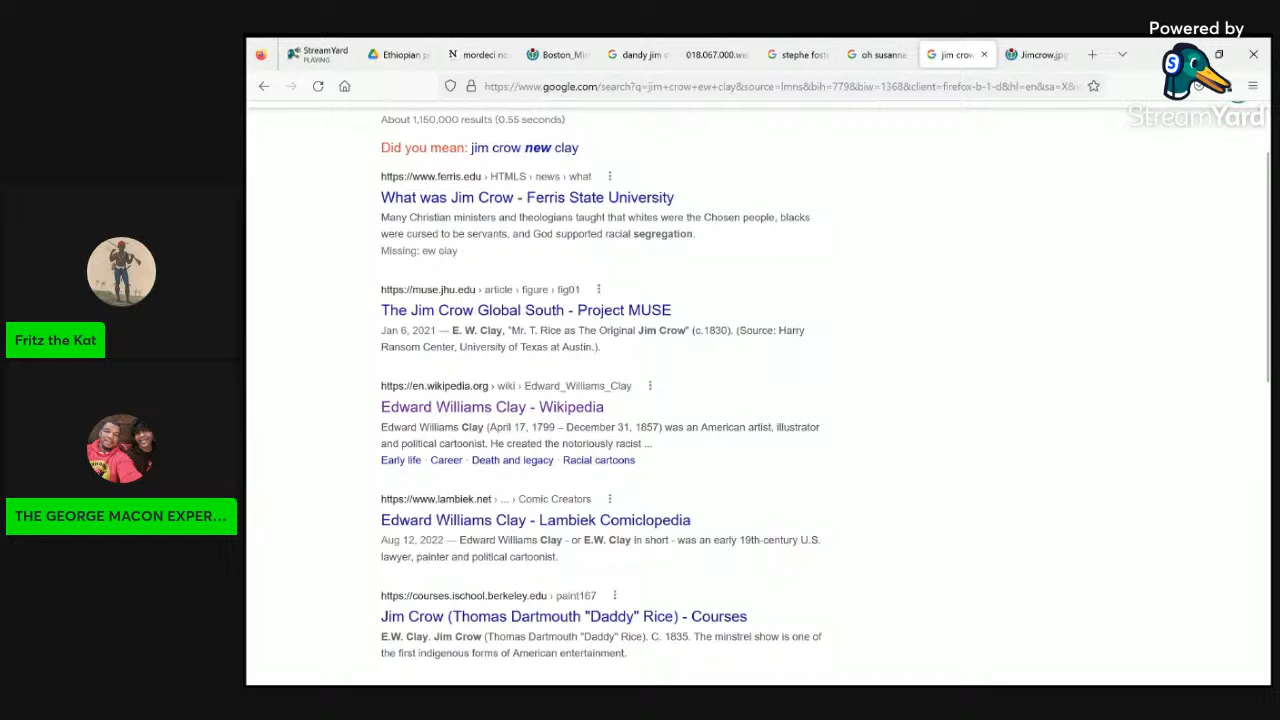 Powered by
StreamYard
StreamYard
PLAYING
Ethiopian
mordeci
Boston_Min
dandy jim
018.067.000
stephe fost
oh susanne
jim crow
Jimcrow.jpg
https://www.google.com/search?q=jim+crow+ew+clay&source=lmns&bih=779&biw=1368&client=firefox-b-1-d&hl=en&sa=X&
About 1,150,000 results (0.55 seconds)
Did you mean: jim crow new clay
https://www.ferris.edu › HTMLS › news › what
What was Jim Crow - Ferris State University
Many Christian ministers and theologians taught that whites were the Chosen people, blacks
were cursed to be servants, and God supported racial segregation.
Missing: ew clay
https://muse.jhu.edu › article › figure › fig01
The Jim Crow Global South - Project MUSE
Jan 6, 2021 — E. W. Clay, "Mr. T. Rice as The Original Jim Crow" (c.1830). (Source: Harry
Ransom Center, University of Texas at Austin.).
https://en.wikipedia.org › wiki › Edward_Williams_Clay
Edward Williams Clay - Wikipedia
Edward Williams Clay (April 17, 1799 – December 31, 1857) was an American artist, illustrator
and political cartoonist. He created the notoriously racist ...
Early life · Career · Death and legacy · Racial cartoons
https://www.lambiek.net › ... › Comic Creators
Edward Williams Clay - Lambiek Comiclopedia
Aug 12, 2022 — Edward Williams Clay - or E.W. Clay in short - was an early 19th-century U.S.
lawyer, painter and political cartoonist.
https://courses.ischool.berkeley.edu › paint167
Jim Crow (Thomas Dartmouth "Daddy" Rice) - Courses
E.W. Clay. Jim Crow (Thomas Dartmouth "Daddy" Rice). C. 1835. The minstrel show is one of
the first indigenous forms of American entertainment.
Fritz the Kat
THE GEORGE MACON EXPER...